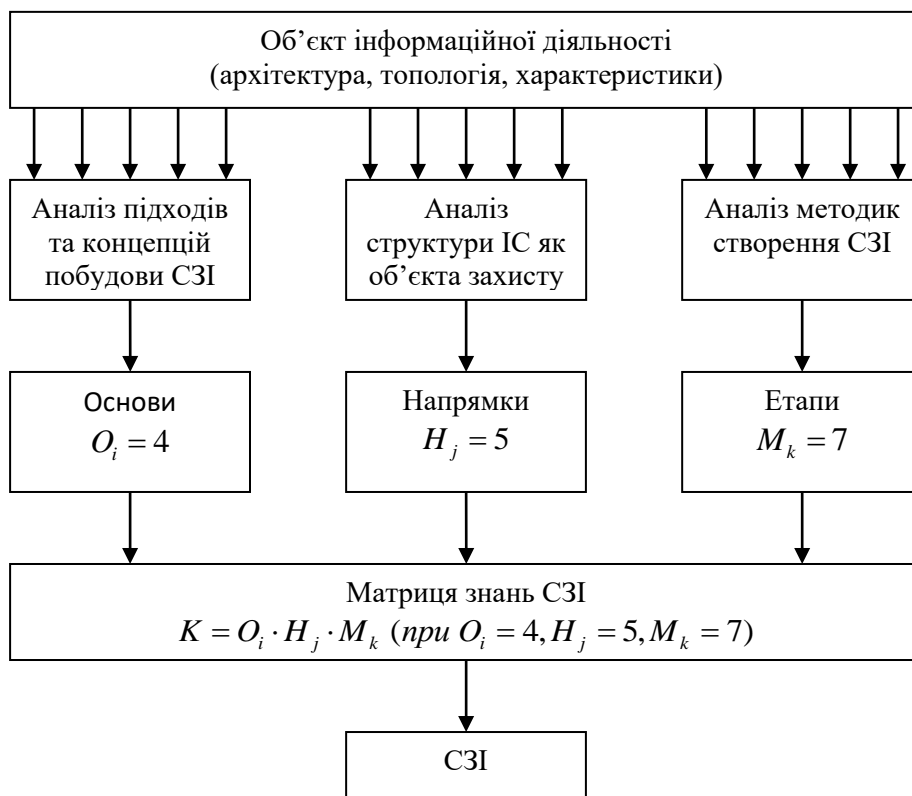 Об’єкт інформаційної діяльності
(архітектура, топологія, характеристики)
Аналіз підходів
та концепцій
побудови СЗІ
Аналіз
структури ІС як
об’єкта захисту
Аналіз методик
створення СЗІ
Основи
O_i = 4
Напрямки
H_j = 5
Етапи
M_k = 7
Матриця знань СЗІ
K = O_i · H_j · M_k (при O_i = 4, H_j = 5, M_k = 7)
СЗІ